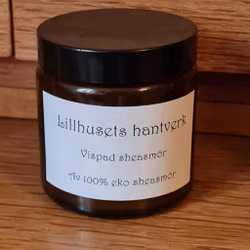 Lillhusets hantverk
Vispad sheasmör
Av 100% eko sheasmör